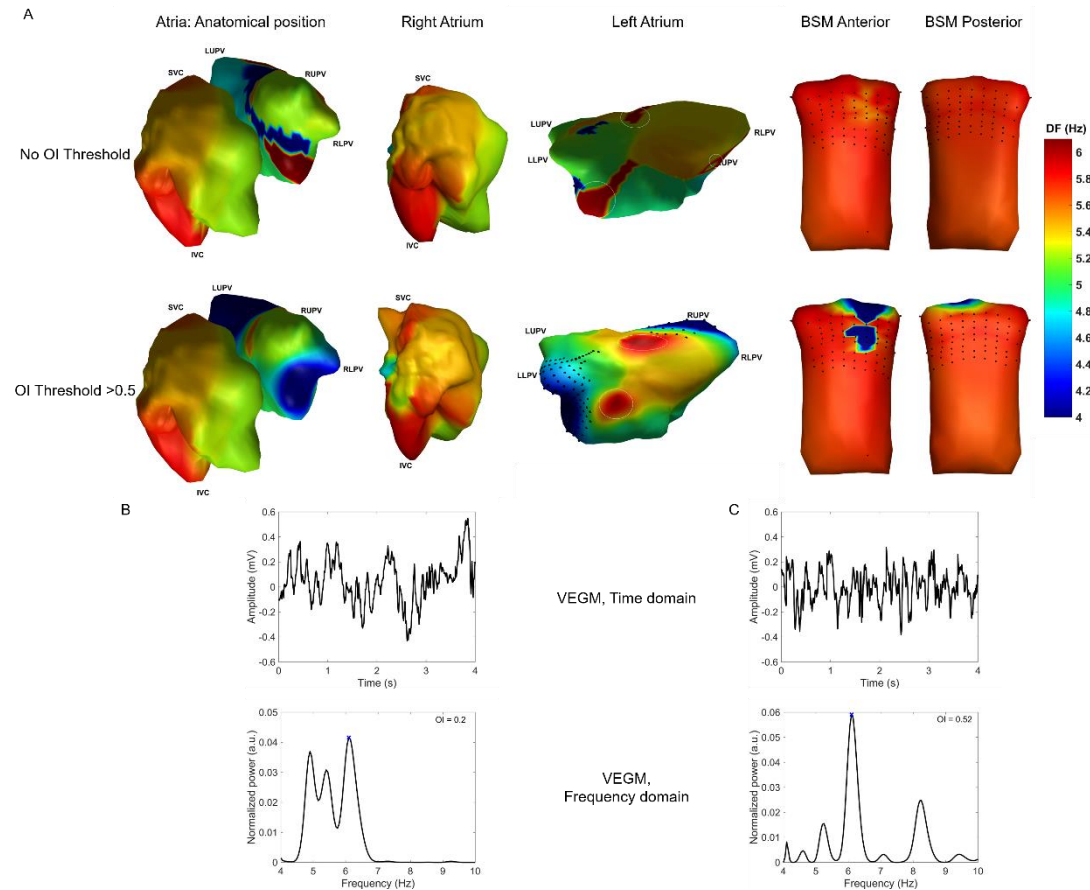 A
Atria: Anatomical position
Right Atrium
Left Atrium
BSM Anterior
BSM Posterior
No OI Threshold
LUPV
RUPV
SVC
RLPV
IVC
SVC
IVC
LUPV
LLPV
RLPV
UPV
DF (Hz)
6
5.8
5.6
5.4
5.2
5
4.8
4.6
4.4
4.2
4
OI Threshold >0.5
LUPV
SVC
RUPV
RLPV
IVC
SVC
IVC
LUPV
LLPV
RUPV
RLPV
B
Amplitude (mV)
0.6
0.4
0.2
0
-0.2
-0.4
-0.6
0 1 2 3 4
Time (s)
VEGM, Time domain
C
Amplitude (mV)
0.6
0.4
0.2
0
-0.2
-0.4
-0.6
0 1 2 3 4
Time (s)
Normalized power (a.u.)
0.05
0.04
0.03
0.02
0.01
0
OI = 0.2
4 5 6 7 8 9 10
Frequency (Hz)
VEGM,
Frequency domain
Normalized power (a.u.)
0.06
0.05
0.04
0.03
0.02
0.01
0
OI = 0.52
4 5 6 7 8 9 10
Frequency (Hz)